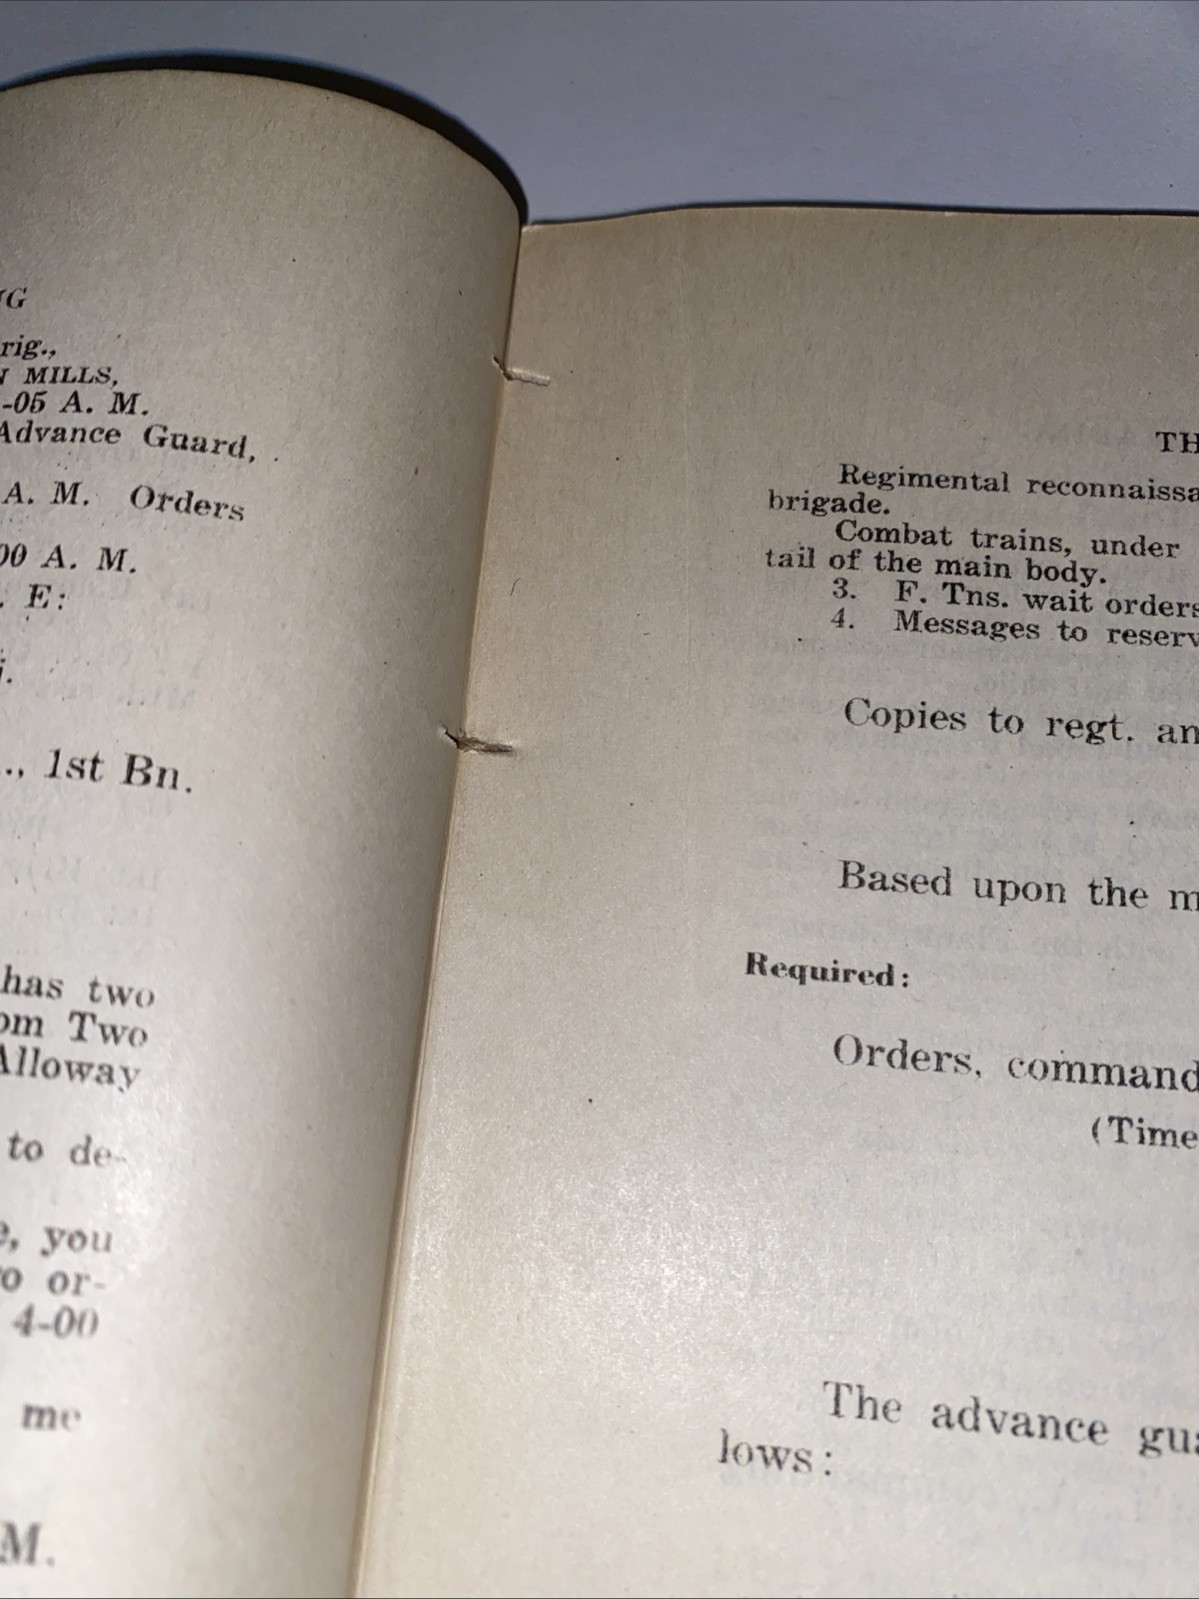 rig.,
MILLS,
-05 A. M.
Advance Guard,
A. M. Orders
00 A. M.
. E:
., 1st Bn.
has two
om Two
Alloway
to de-
, you
or-
4-00
me
M.
TH
Regimental reconnaissa
brigade.
Combat trains, under
tail of the main body.
3. F. Tns. wait orders
4. Messages to reserv
Copies to regt. an
Based upon the m
Required:
Orders, command
(Time
The advance gua
lows: